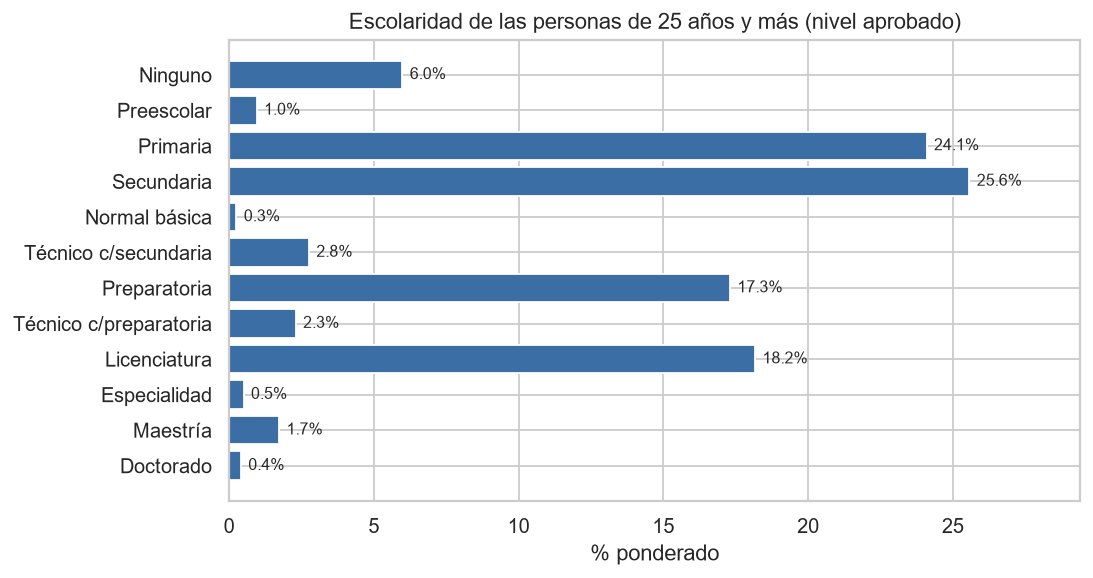 Escolaridad de las personas de 25 años y más (nivel aprobado)
Ninguno 6.0%
Preescolar 1.0%
Primaria 24.1%
Secundaria 25.6%
Normal básica 0.3%
Técnico c/secundaria 2.8%
Preparatoria 17.3%
Técnico c/preparatoria 2.3%
Licenciatura 18.2%
Especialidad 0.5%
Maestría 1.7%
Doctorado 0.4%
0 5 10 15 20 25
% ponderado